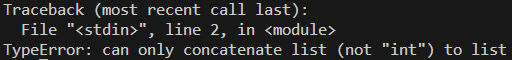 Traceback (most recent call last):
  File "<stdin>", line 2, in <module>
TypeError: can only concatenate list (not "int") to list